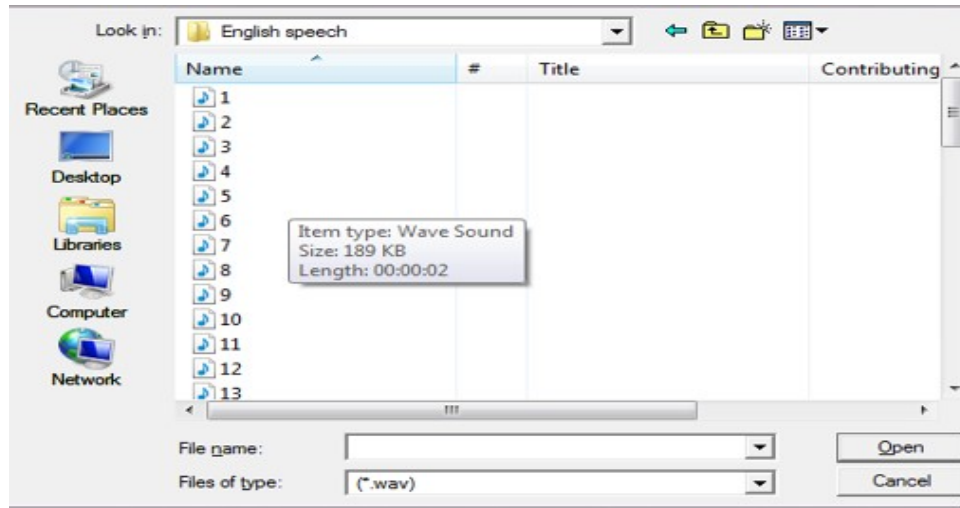 Look in: English speech
Name # Title Contributing
Recent Places
Desktop
Libraries
Computer
Network
1
2
3
4
5
6
7
8
9
10
11
12
13
Item type: Wave Sound
Size: 189 KB
Length: 00:00:02
File name: Open
Files of type: (*.wav) Cancel